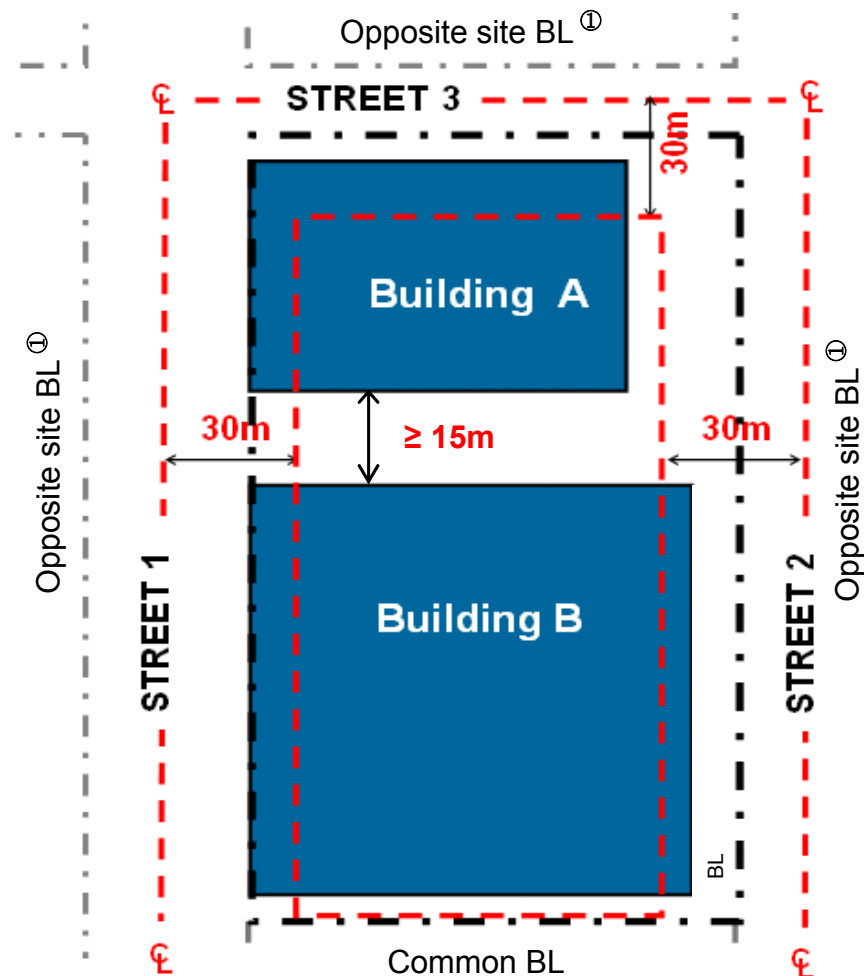 Opposite site BL ①
℄ STREET 3 ℄
30m
Building A
Opposite site BL ①
Opposite site BL ①
30m
≥ 15m
30m
STREET 1
Building B
STREET 2
BL
℄ Common BL ℄